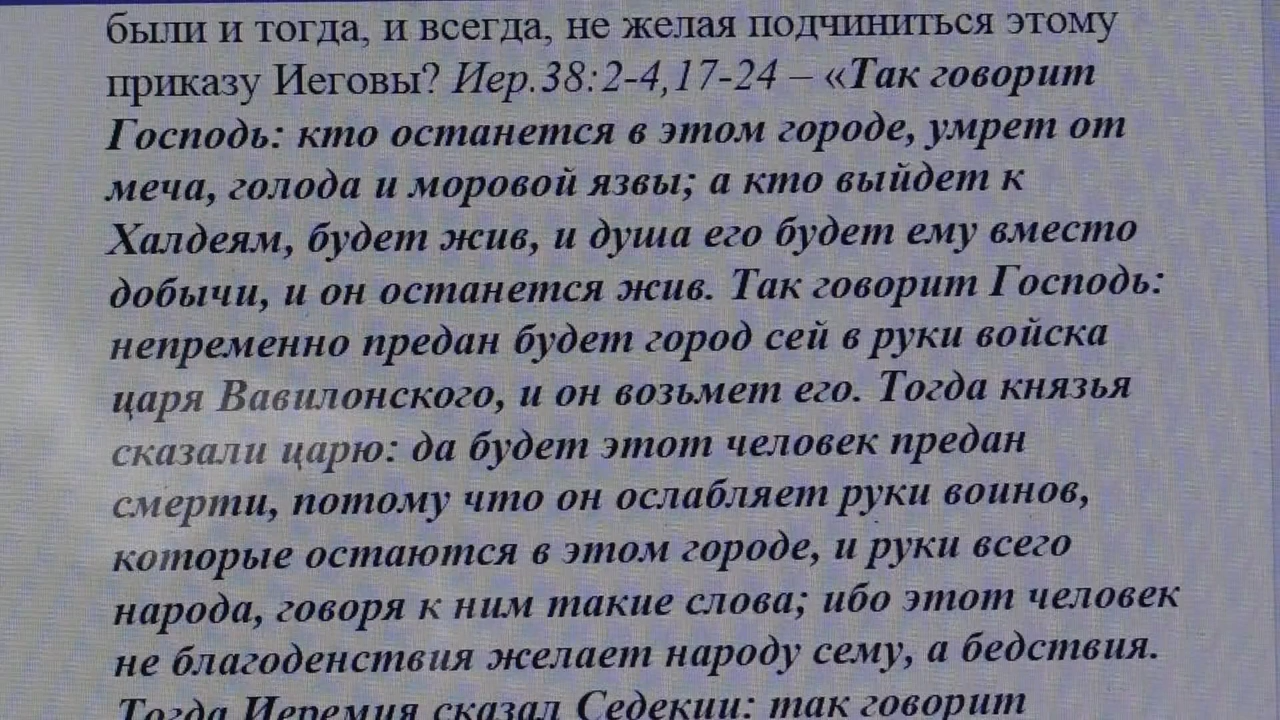 были и тогда, и всегда, не желая подчиниться этому
приказу Иеговы? Иер.38:2-4,17-24 – «Так говорит
Господь: кто останется в этом городе, умрет от
меча, голода и моровой язвы; а кто выйдет к
Халдеям, будет жив, и душа его будет ему вместо
добычи, и он останется жив. Так говорит Господь:
непременно предан будет город сей в руки войска
царя Вавилонского, и он возьмет его. Тогда князья
сказали царю: да будет этот человек предан
смерти, потому что он ослабляет руки воинов,
которые остаются в этом городе, и руки всего
народа, говоря к ним такие слова; ибо этот человек
не благоденствия желает народу сему, а бедствия.
Тогда Иеремия сказал Седекии: так говорит